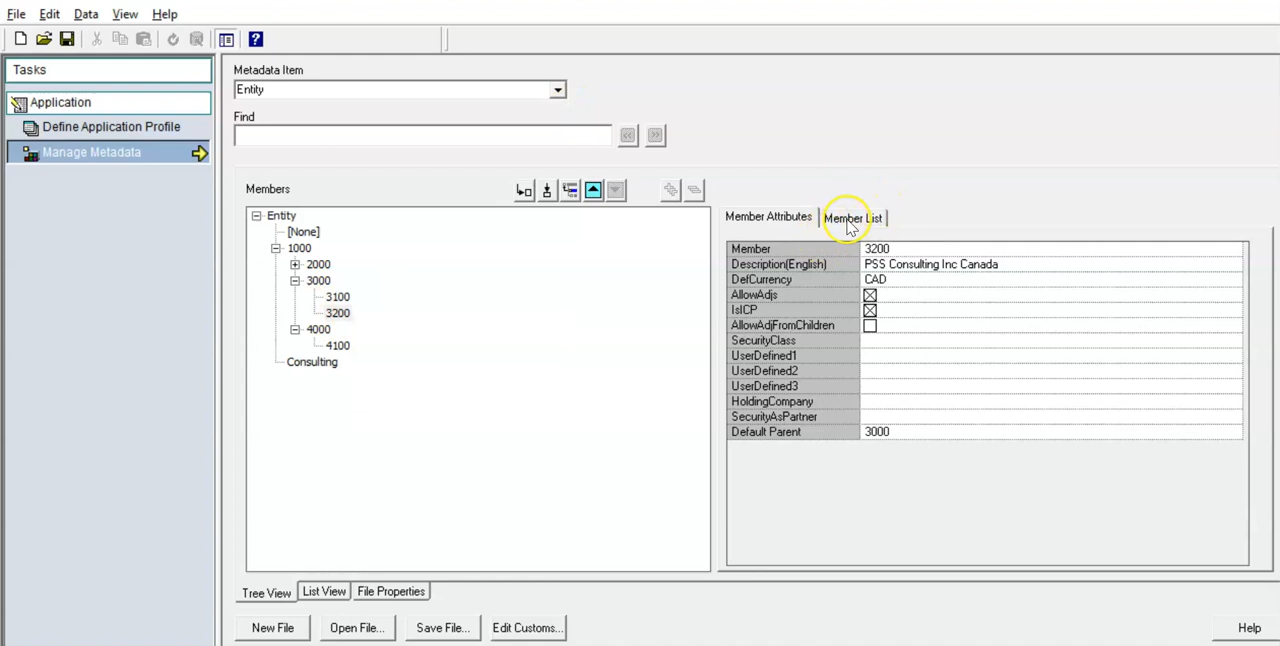 File Edit Data View Help
Tasks
Application
Define Application Profile
Manage Metadata
Metadata Item
Entity
Find
Members
Entity
[None]
1000
2000
3000
3100
3200
4000
4100
Consulting
Member Attributes Member List
Member 3200
Description(English) PSS Consulting Inc Canada
DefCurrency CAD
AllowAdjs
IsICP
AllowAdjFromChildren
SecurityClass
UserDefined1
UserDefined2
UserDefined3
HoldingCompany
SecurityAsPartner
Default Parent 3000
Tree View List View File Properties
New File Open File... Save File... Edit Customs... Help